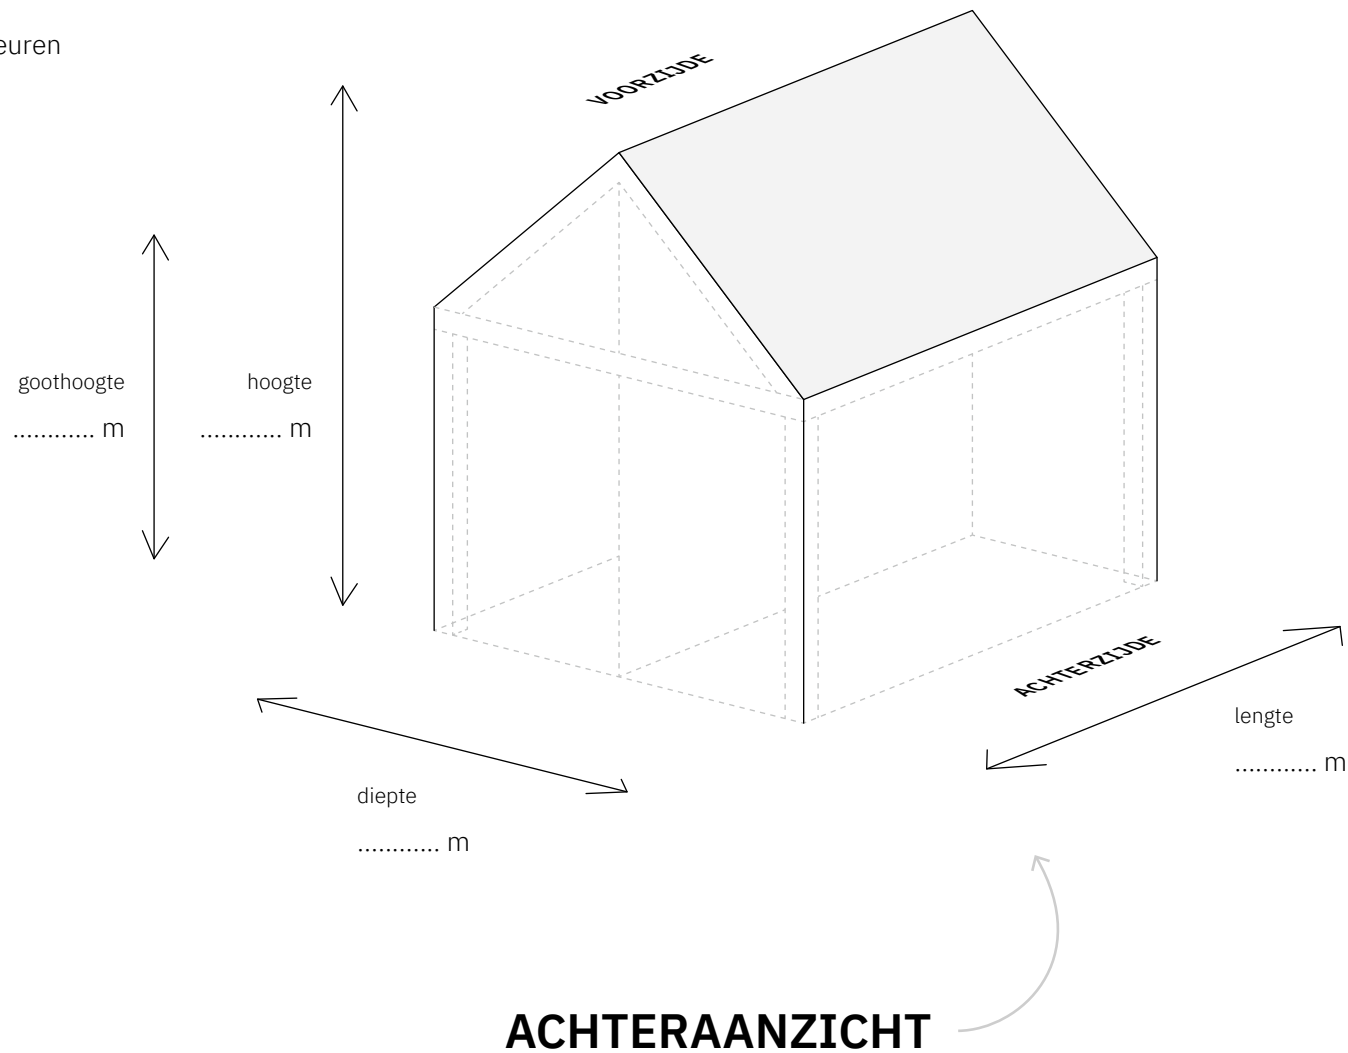 euren
VOORZIJDE
goothoogte
............ m
hoogte
............ m
ACHTERZIJDE
lengte
............ m
diepte
............ m
ACHTERAANZICHT